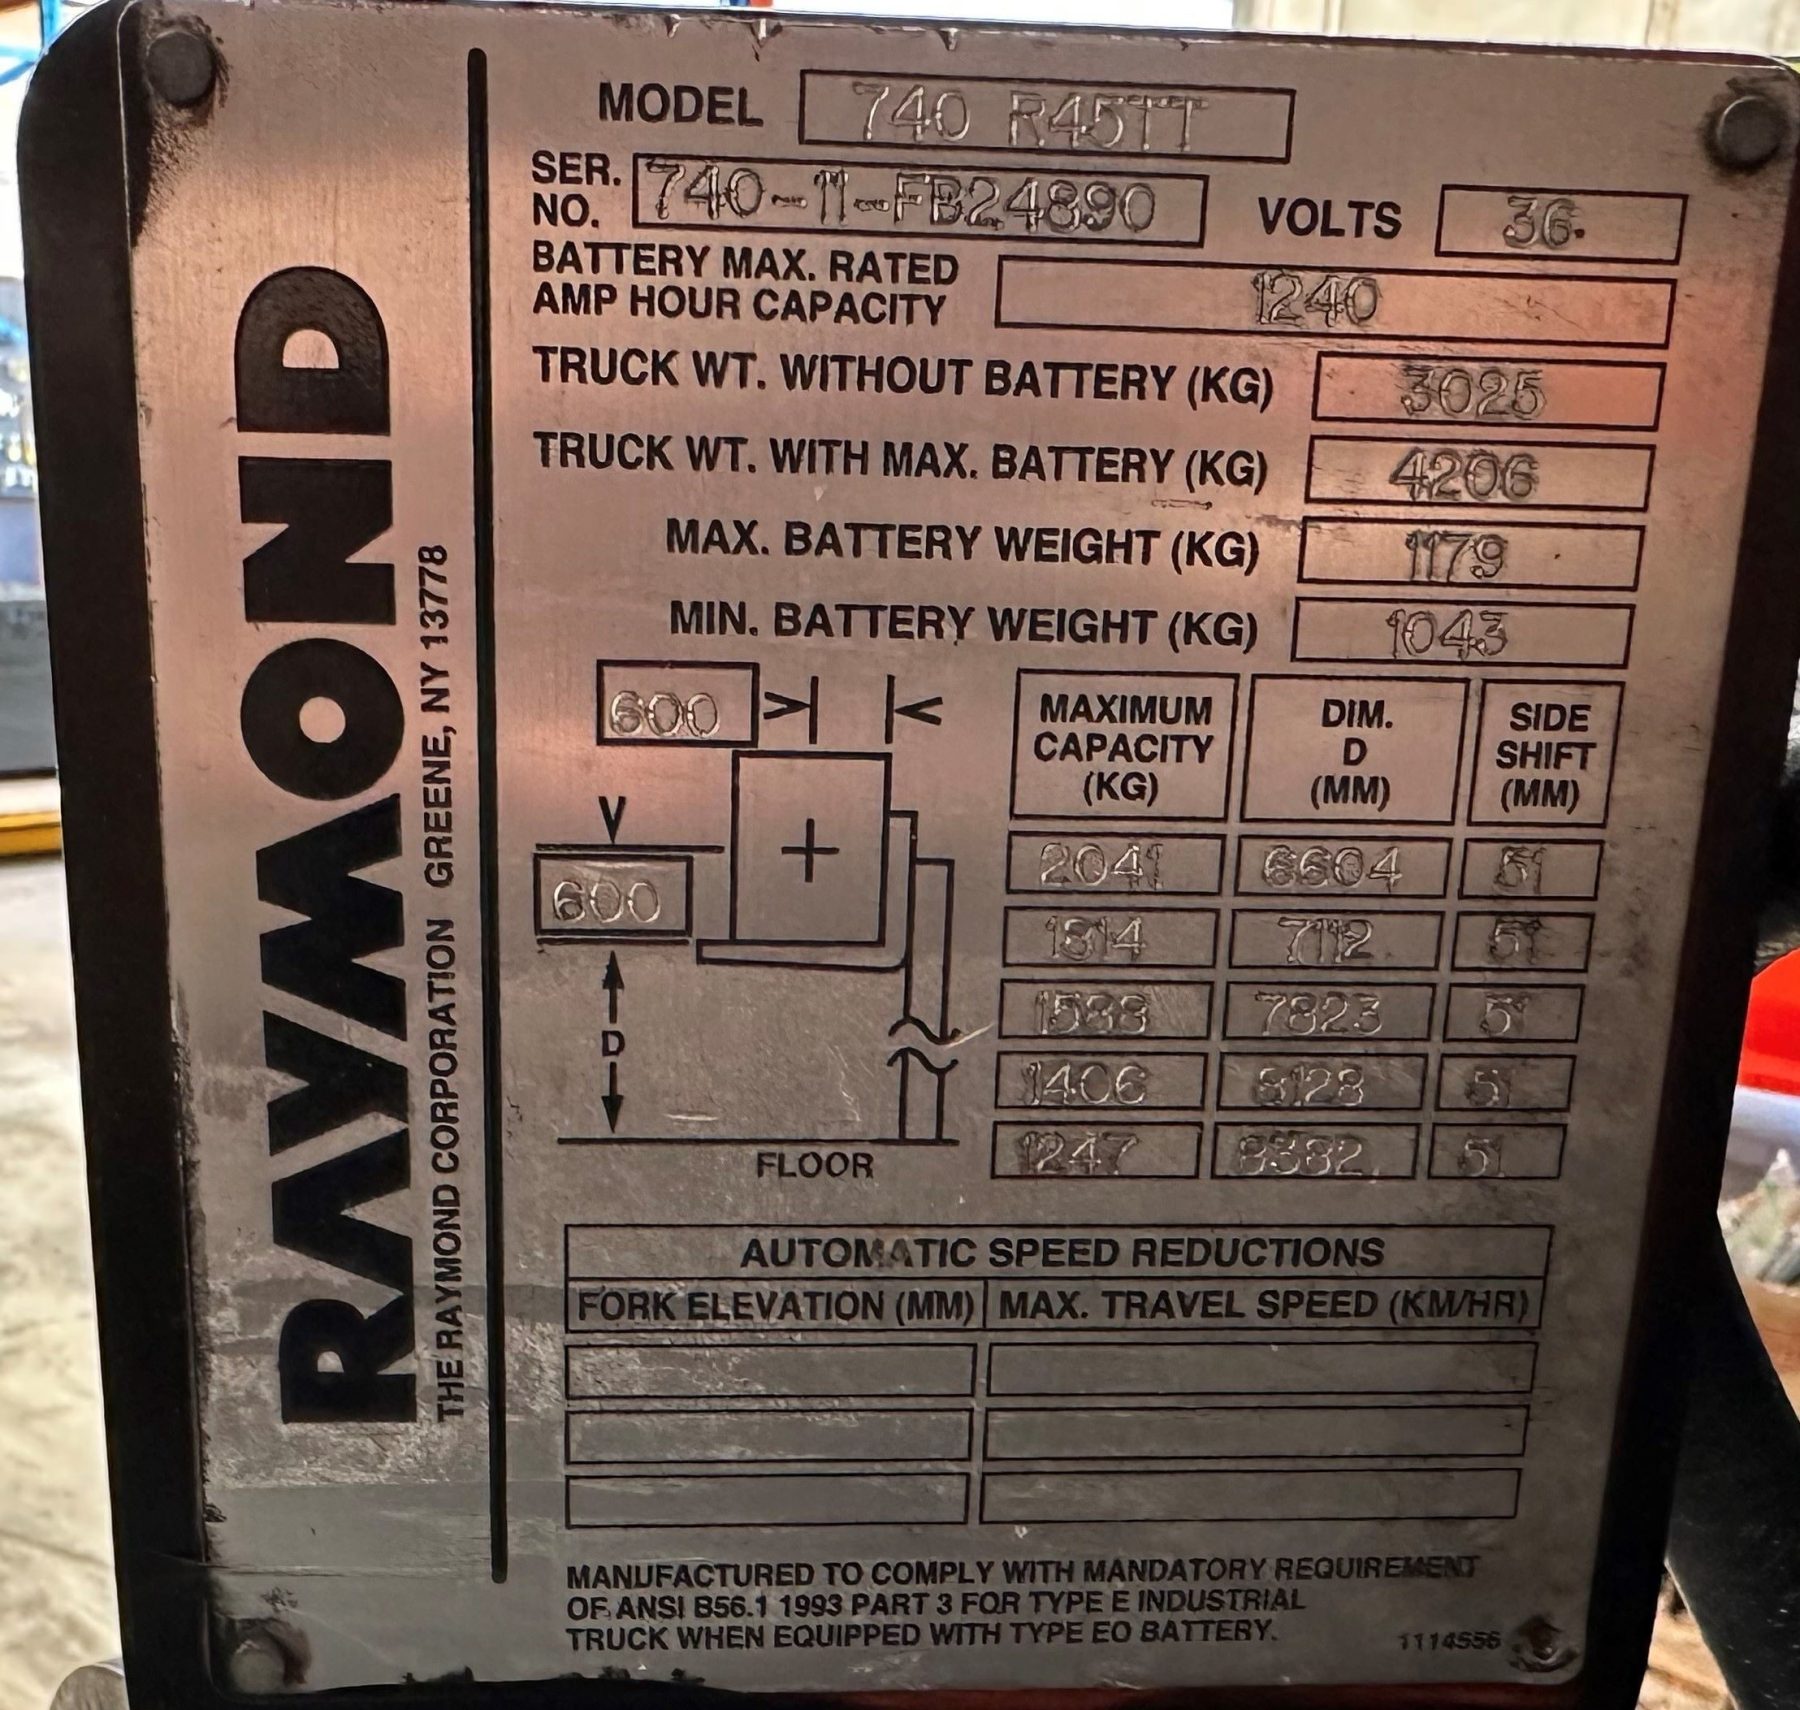 RAYMOND
THE RAYMOND CORPORATION GREENE, NY 13778
MODEL 740 R45TT
SER. NO. 740-11-FB24890 VOLTS 36.
BATTERY MAX. RATED
AMP HOUR CAPACITY 1240
TRUCK WT. WITHOUT BATTERY (KG) 3025
TRUCK WT. WITH MAX. BATTERY (KG) 4206
MAX. BATTERY WEIGHT (KG) 1179
MIN. BATTERY WEIGHT (KG) 1043
600
600
D
FLOOR
MAXIMUM CAPACITY (KG) DIM. D (MM) SIDE SHIFT (MM)
2041 6604 51
1814 7112 51
1588 7823 51
1406 8128 51
1247 8382 51
AUTOMATIC SPEED REDUCTIONS
FORK ELEVATION (MM) MAX. TRAVEL SPEED (KM/HR)
MANUFACTURED TO COMPLY WITH MANDATORY REQUIREMENT
OF ANSI B56.1 1993 PART 3 FOR TYPE E INDUSTRIAL
TRUCK WHEN EQUIPPED WITH TYPE EO BATTERY.